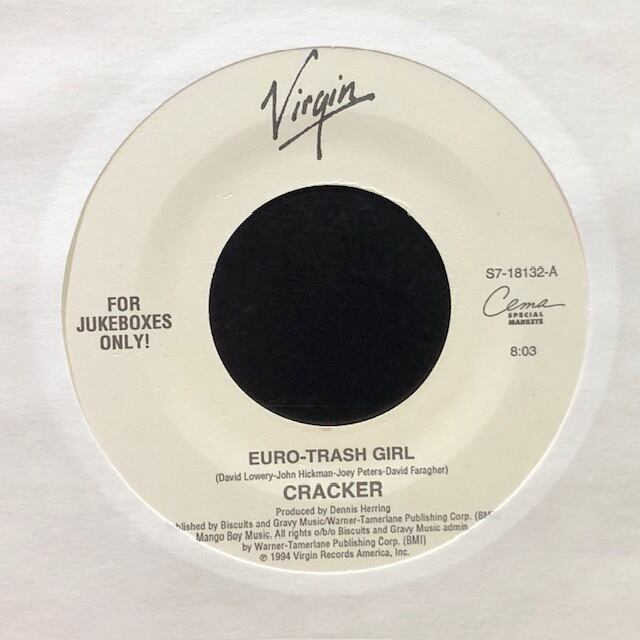 Virgin
FOR
JUKEBOXES
ONLY!
S7-18132-A
Cema
SPECIAL
MARKETS
8:03
EURO-TRASH GIRL
(David Lowery-John Hickman-Joey Peters-David Faragher)
CRACKER
Produced by Dennis Herring
by Biscuits and Gravy Music/Warner-Tamerlane Publishing Corp. (BM
Mango Boy Music. All rights o/b/o Biscuits and Gravy Music admin
by Warner-Tamerlane Publishing Corp. (BMI)
℗ 1994 Virgin Records America, Inc.